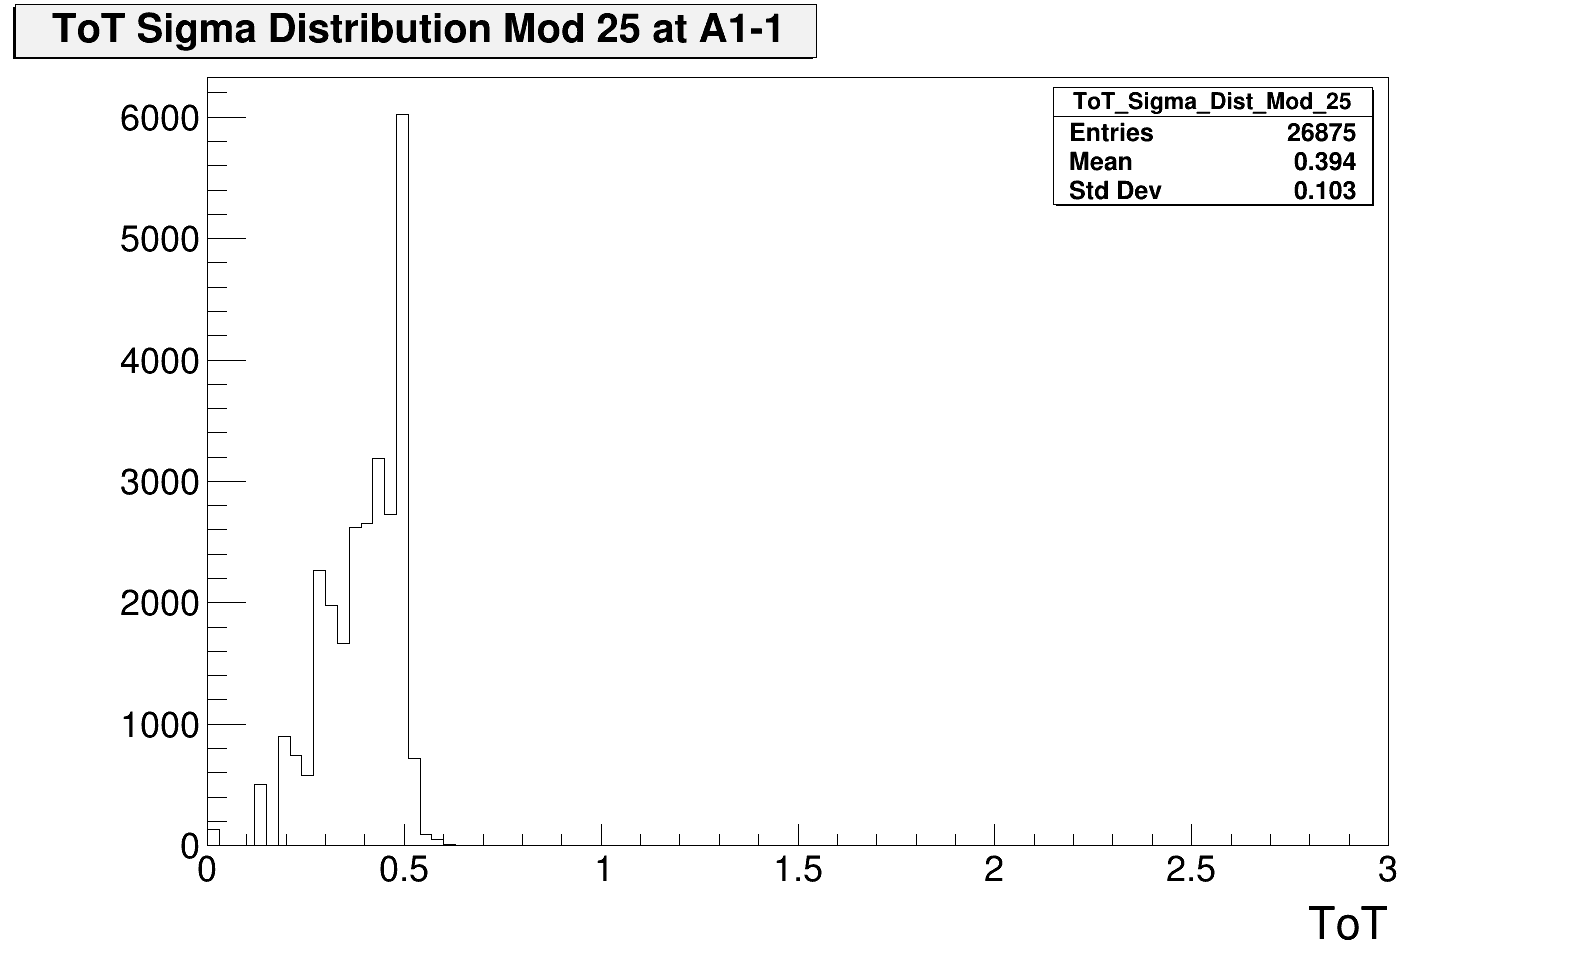 ToT Sigma Distribution Mod 25 at A1-1
ToT_Sigma_Dist_Mod_25
Entries 26875
Mean 0.394
Std Dev 0.103
6000
5000
4000
3000
2000
1000
0
0 0.5 1 1.5 2 2.5 3
ToT